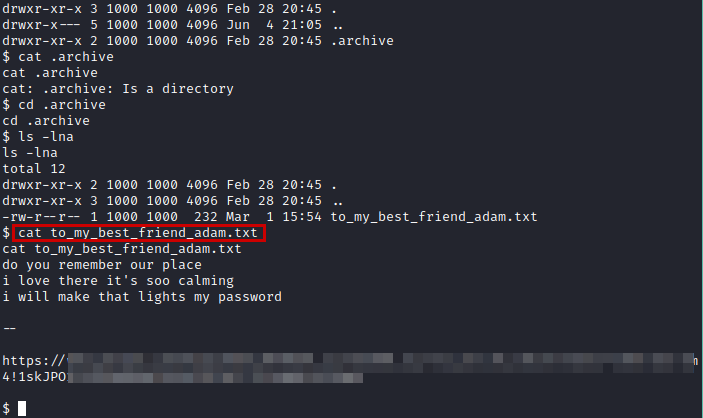 drwxr-xr-x 3 1000 1000 4096 Feb 28 20:45 .
drwxr-x--- 5 1000 1000 4096 Jun  4 21:05 ..
drwxr-xr-x 2 1000 1000 4096 Feb 28 20:45 .archive
$ cat .archive
cat .archive
cat: .archive: Is a directory
$ cd .archive
cd .archive
$ ls -lna
ls -lna
total 12
drwxr-xr-x 2 1000 1000 4096 Feb 28 20:45 .
drwxr-xr-x 3 1000 1000 4096 Feb 28 20:45 ..
-rw-r--r-- 1 1000 1000  232 Mar  1 15:54 to_my_best_friend_adam.txt
$ cat to_my_best_friend_adam.txt
cat to_my_best_friend_adam.txt
do you remember our place
i love there it's soo calming
i will make that lights my password
--
https://
4!1skJPO
$